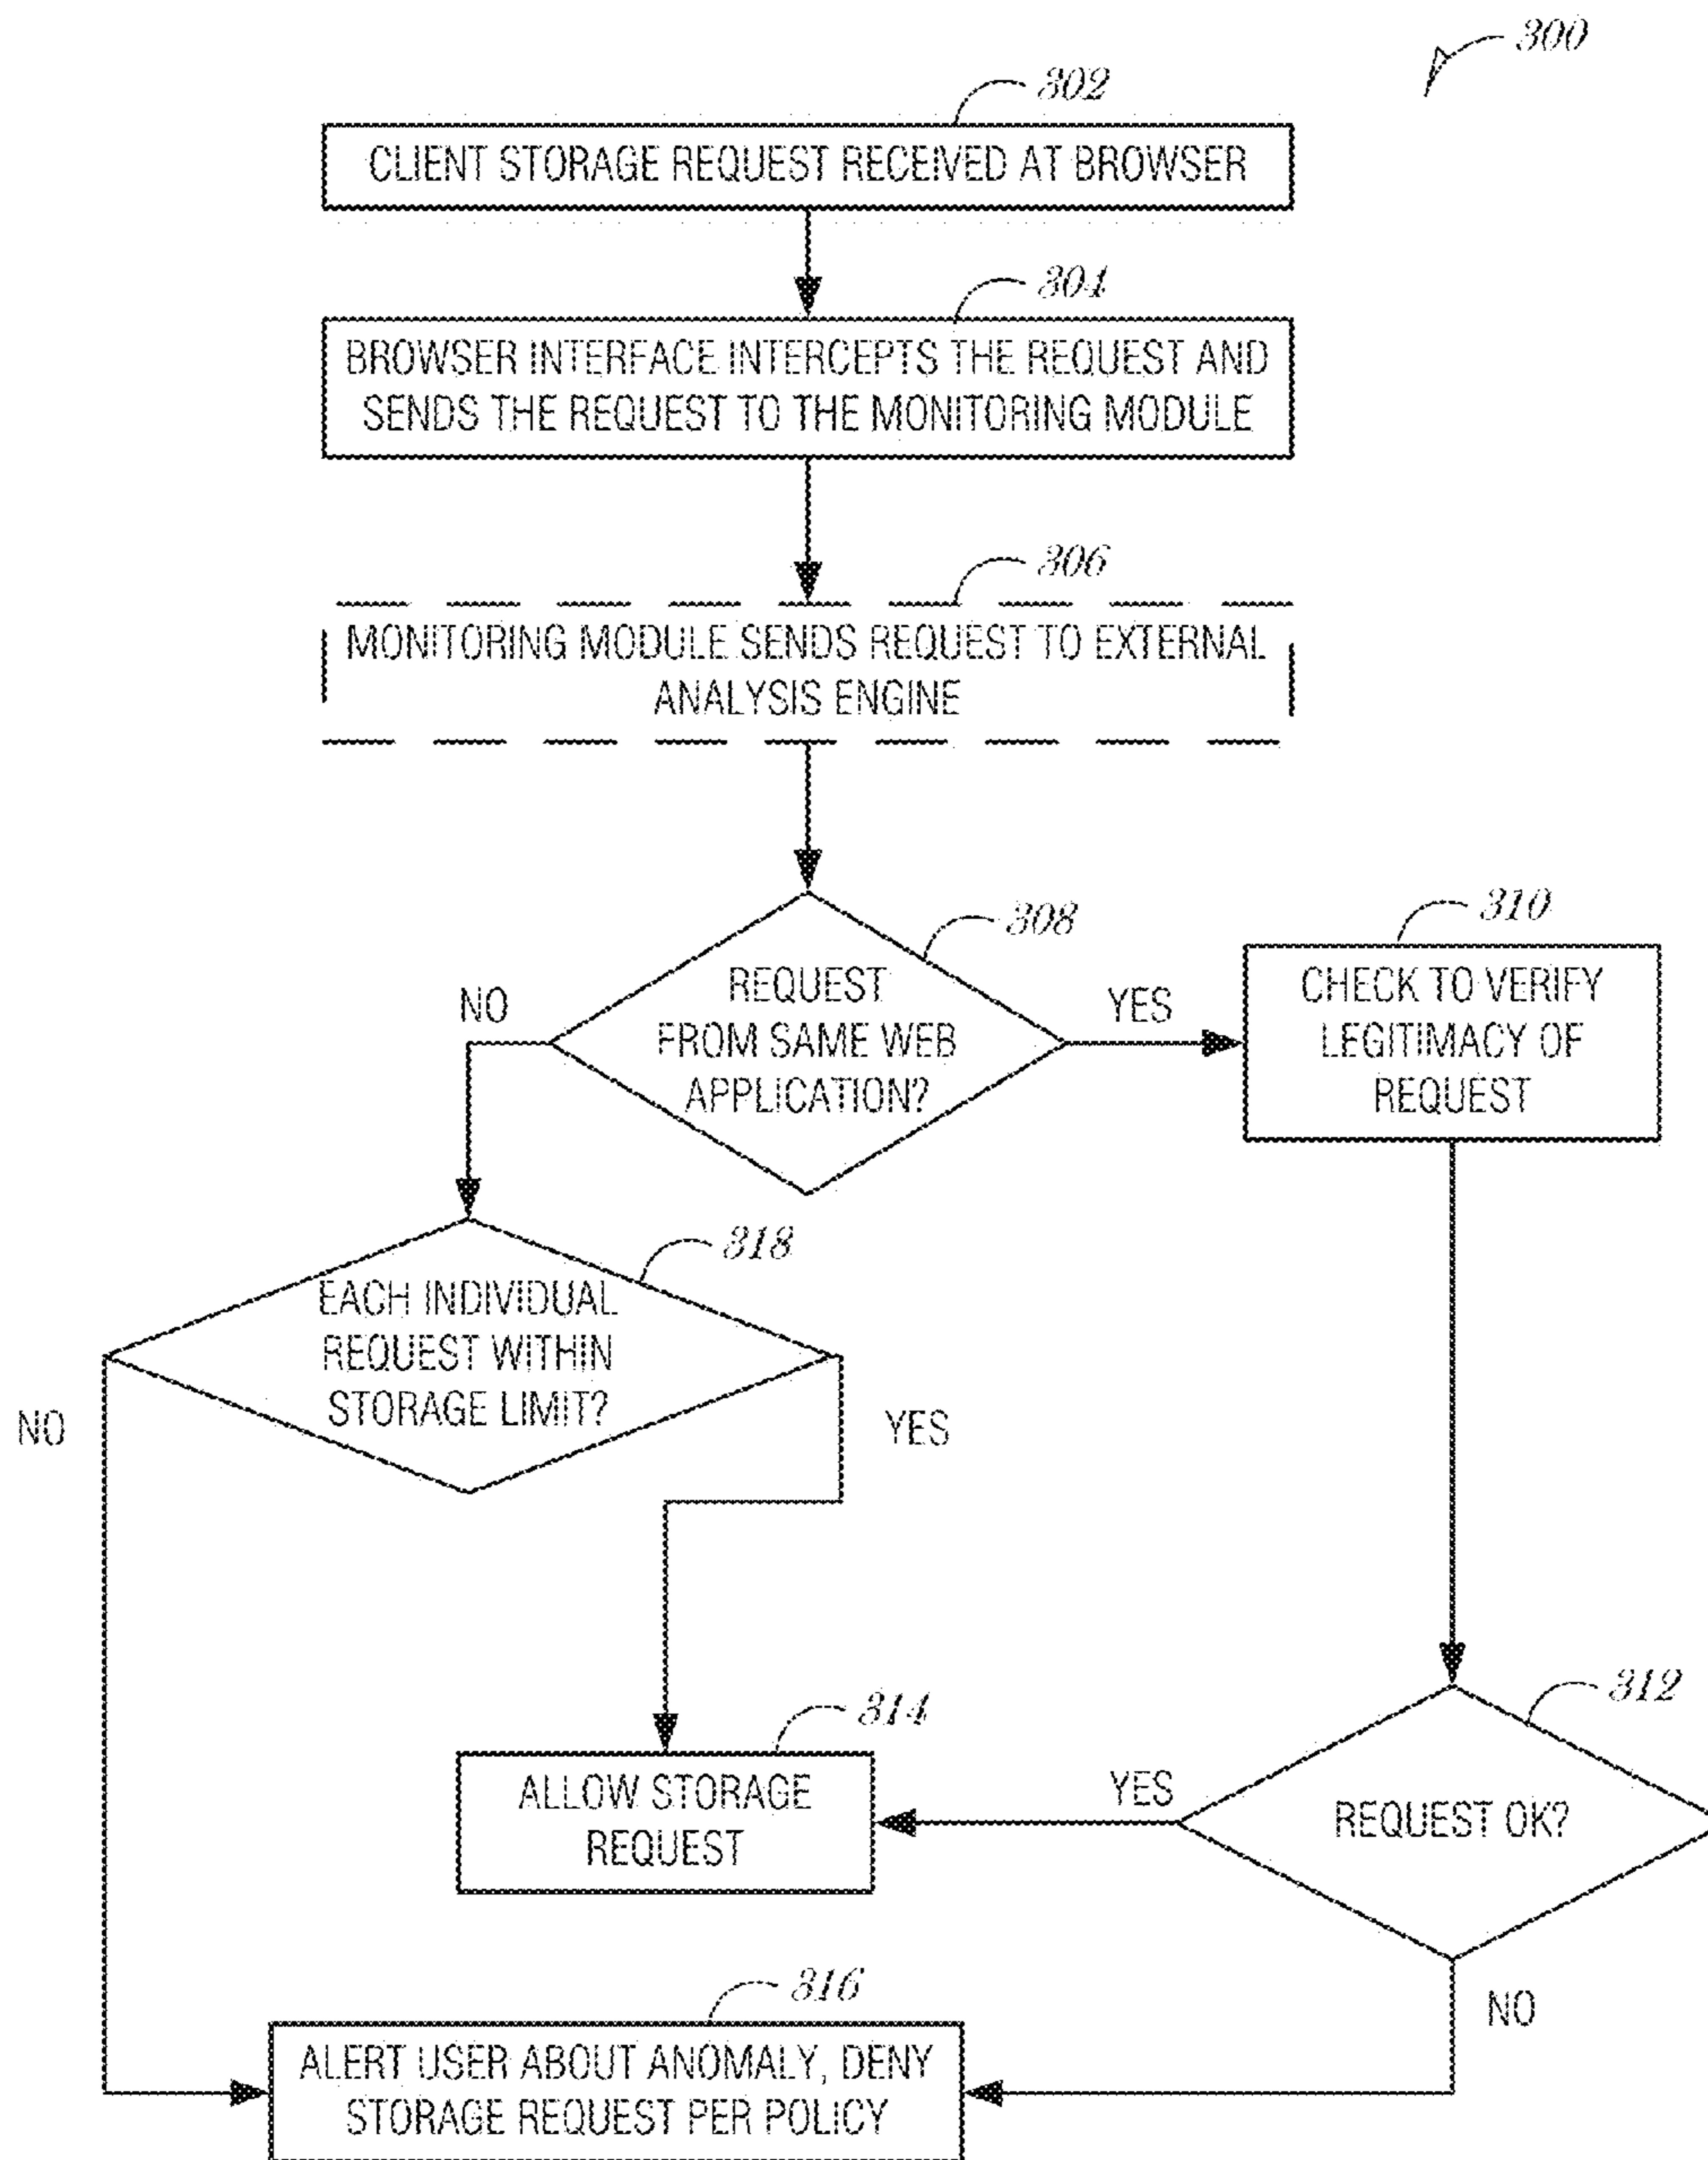 300
302
CLIENT STORAGE REQUEST RECEIVED AT BROWSER
304
BROWSER INTERFACE INTERCEPTS THE REQUEST AND
SENDS THE REQUEST TO THE MONITORING MODULE
306
MONITORING MODULE SENDS REQUEST TO EXTERNAL
ANALYSIS ENGINE
308
REQUEST
FROM SAME WEB
APPLICATION?
NO
YES
310
CHECK TO VERIFY
LEGITIMACY OF
REQUEST
318
EACH INDIVIDUAL
REQUEST WITHIN
STORAGE LIMIT?
NO
YES
312
REQUEST OK?
YES
NO
314
ALLOW STORAGE
REQUEST
316
ALERT USER ABOUT ANOMALY, DENY
STORAGE REQUEST PER POLICY